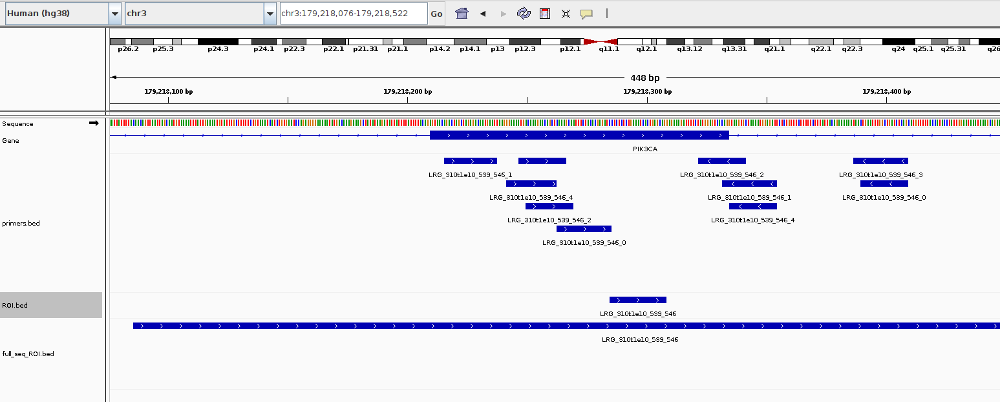 Human (hg38) chr3 chr3:179,218,076-179,218,522 Go
p26.2 p25.3 p24.3 p24.1 p22.3 p22.1 p21.31 p21.1 p14.2 p14.1 p13 p12.3 p12.1 q11.1 q12.1 q13.12 q13.31 q21.1 q22.1 q22.3 q24 q25.1 q25.31 q26
448 bp
179,218,100 bp 179,218,200 bp 179,218,300 bp 179,218,400 bp
Sequence
Gene
PIK3CA
LRG_310t1e10_539_546_1 LRG_310t1e10_539_546_2 LRG_310t1e10_539_546_3
LRG_310t1e10_539_546_4 LRG_310t1e10_539_546_1 LRG_310t1e10_539_546_0
LRG_310t1e10_539_546_2 LRG_310t1e10_539_546_4
primers.bed
LRG_310t1e10_539_546_0
ROI.bed
LRG_310t1e10_539_546
LRG_310t1e10_539_546
full_seq_ROI.bed